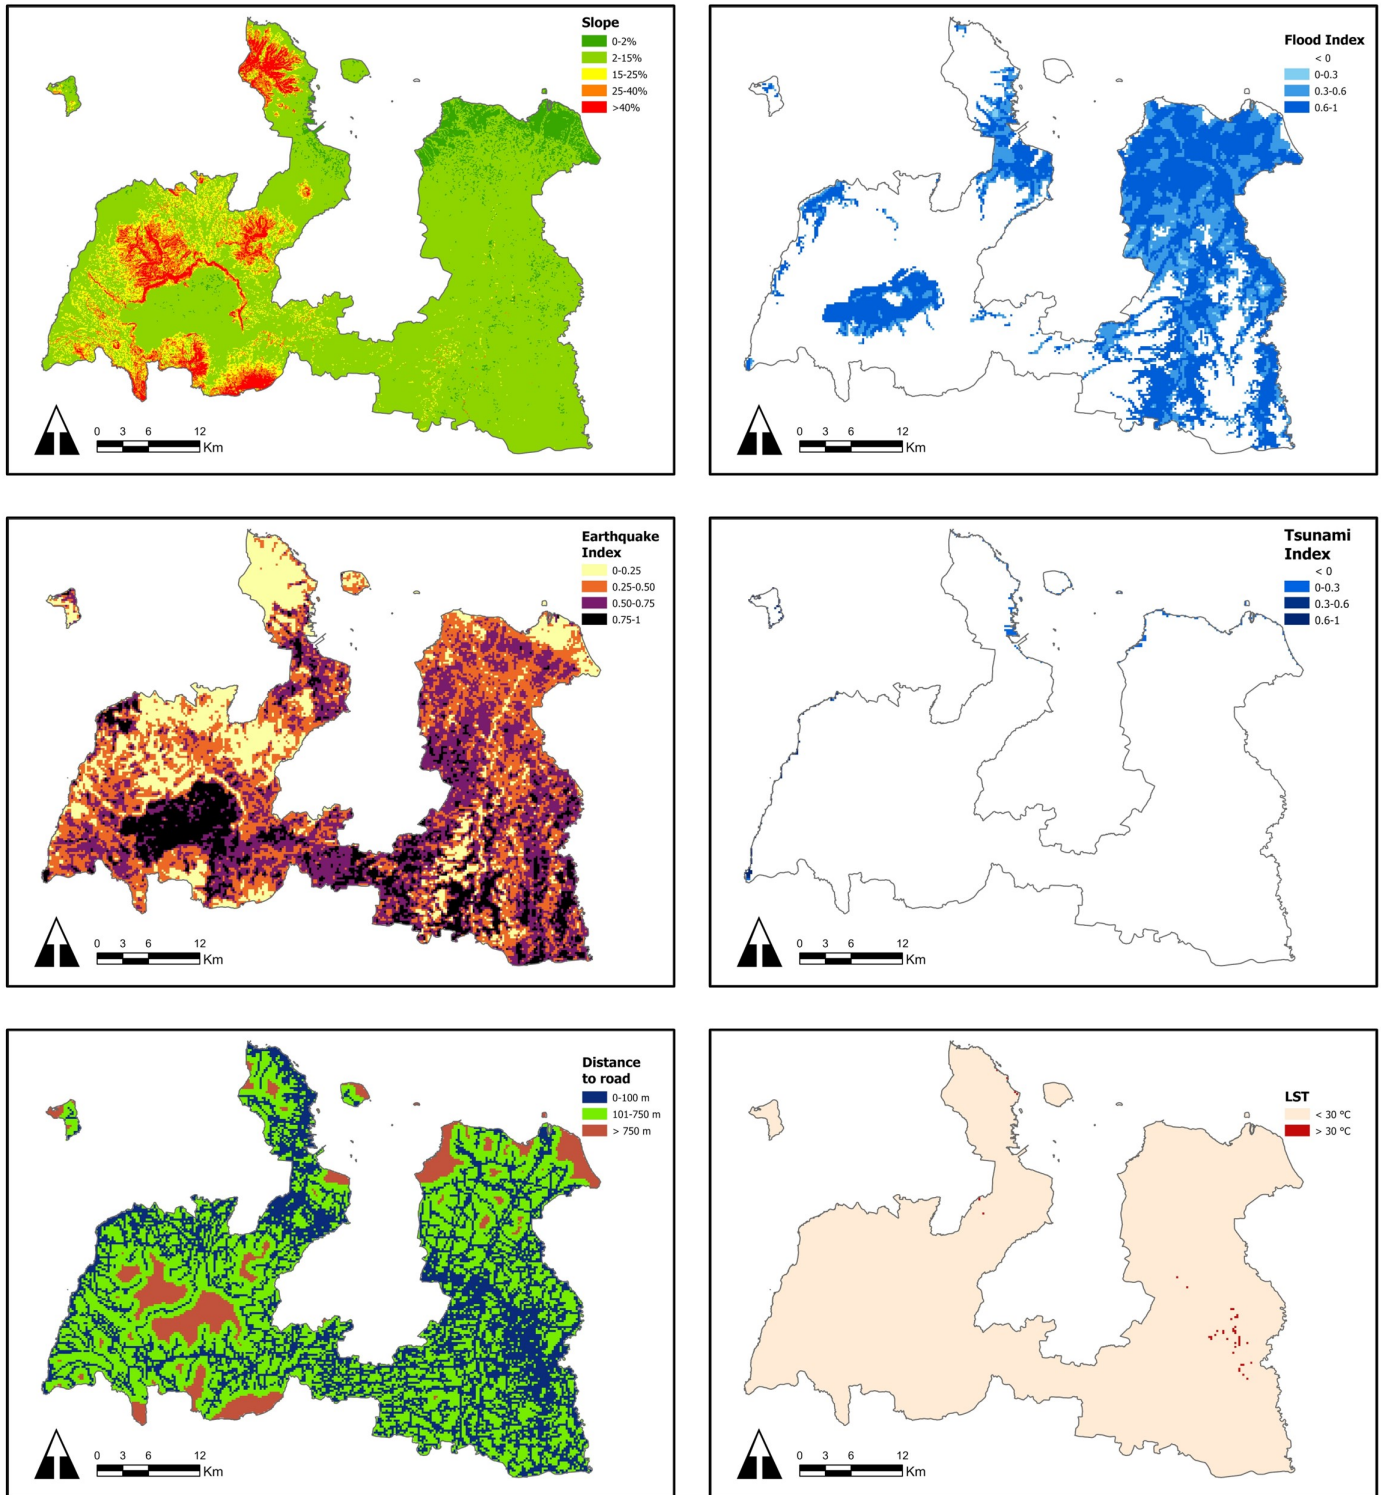 Slope
0-2%
2-15%
15-25%
25-40%
>40%
0 3 6 12
Km
Flood Index
< 0
0-0.3
0.3-0.6
0.6-1
0 3 6 12
Km
Earthquake
Index
0-0.25
0.25-0.50
0.50-0.75
0.75-1
0 3 6 12
Km
Tsunami
Index
< 0
0-0.3
0.3-0.6
0.6-1
0 3 6 12
Km
Distance
to road
0-100 m
101-750 m
> 750 m
0 3 6 12
Km
LST
< 30 °C
> 30 °C
0 3 6 12
Km